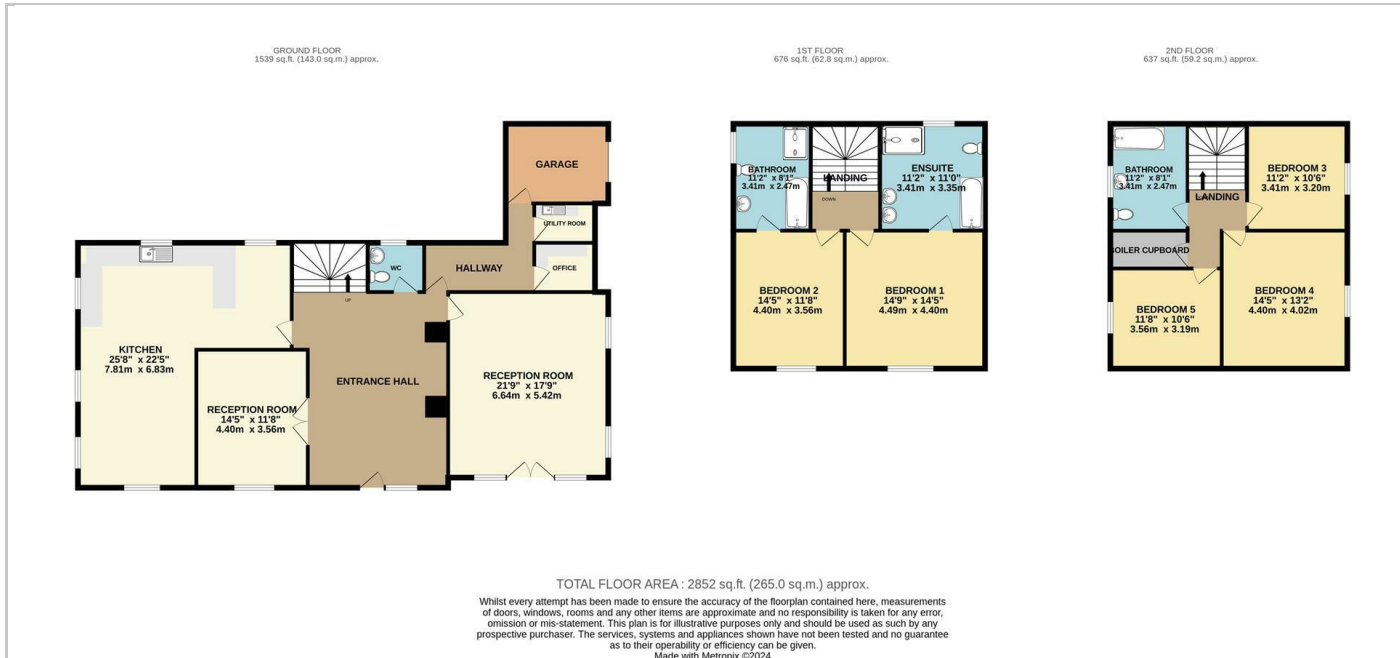 GROUND FLOOR
1539 sq.ft. (143.0 sq.m.) approx.
GARAGE
UTILITY ROOM
OFFICE
HALLWAY
WC
UP
KITCHEN
25'8" x 22'5"
7.81m x 6.83m
RECEPTION ROOM
14'5" x 11'8"
4.40m x 3.56m
ENTRANCE HALL
RECEPTION ROOM
21'9" x 17'9"
6.64m x 5.42m
1ST FLOOR
676 sq.ft. (62.8 sq.m.) approx.
BATHROOM
11'2" x 8'1"
3.41m x 2.47m
LANDING
DOWN
ENSUITE
11'2" x 11'0"
3.41m x 3.35m
BEDROOM 2
14'5" x 11'8"
4.40m x 3.56m
BEDROOM 1
14'9" x 14'5"
4.49m x 4.40m
2ND FLOOR
637 sq.ft. (59.2 sq.m.) approx.
BATHROOM
11'2" x 8'1"
3.41m x 2.47m
LANDING
BEDROOM 3
11'2" x 10'6"
3.41m x 3.20m
BOILER CUPBOARD
BEDROOM 5
11'8" x 10'6"
3.56m x 3.19m
BEDROOM 4
14'5" x 13'2"
4.40m x 4.02m
TOTAL FLOOR AREA : 2852 sq.ft. (265.0 sq.m.) approx.
Whilst every attempt has been made to ensure the accuracy of the floorplan contained here, measurements
of doors, windows, rooms and any other items are approximate and no responsibility is taken for any error,
omission or mis-statement. This plan is for illustrative purposes only and should be used as such by any
prospective purchaser. The services, systems and appliances shown have not been tested and no guarantee
as to their operability or efficiency can be given.
Made with Metropix ©2024